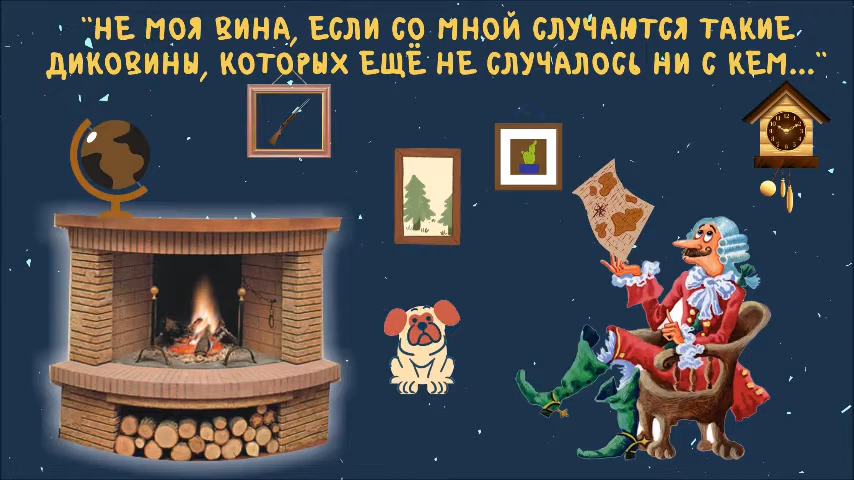 "НЕ МОЯ ВИНА, ЕСЛИ СО МНОЙ СЛУЧАЮТСЯ ТАКИЕ
ДИКОВИНЫ, КОТОРЫХ ЕЩЁ НЕ СЛУЧАЛОСЬ НИ С КЕМ..."